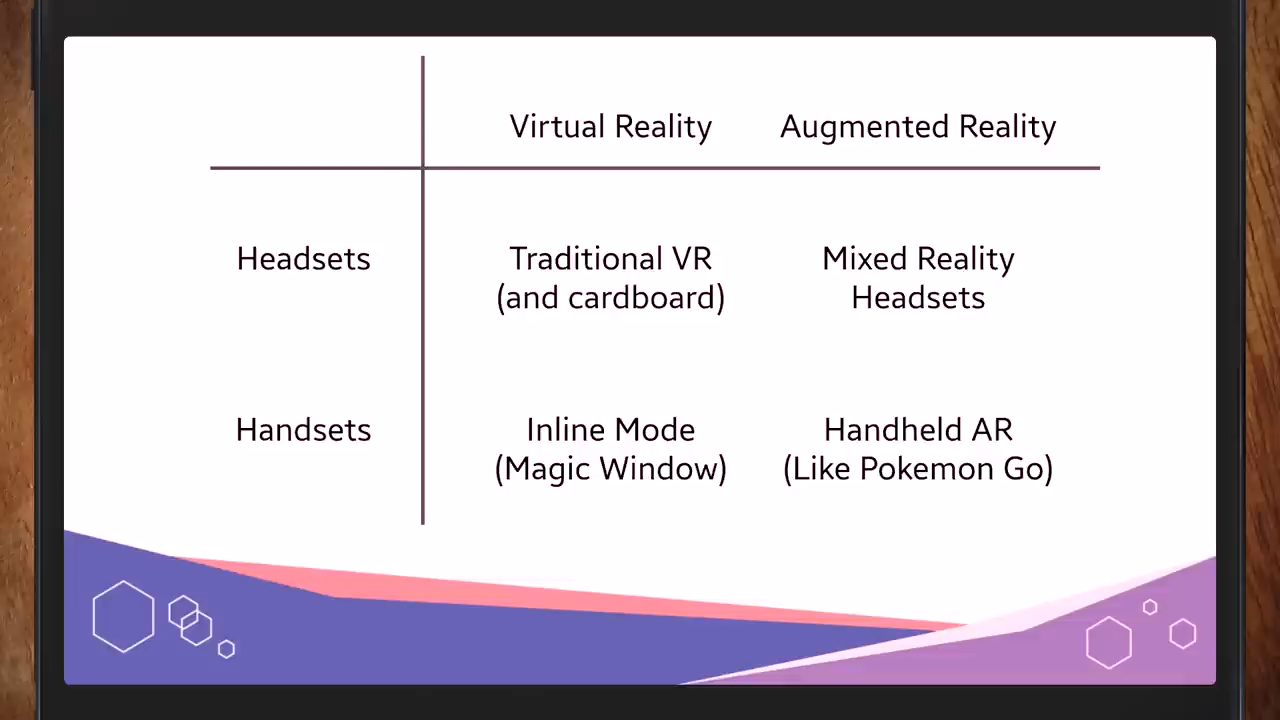 Virtual Reality
Augmented Reality
Headsets
Traditional VR
(and cardboard)
Mixed Reality
Headsets
Handsets
Inline Mode
(Magic Window)
Handheld AR
(Like Pokemon Go)